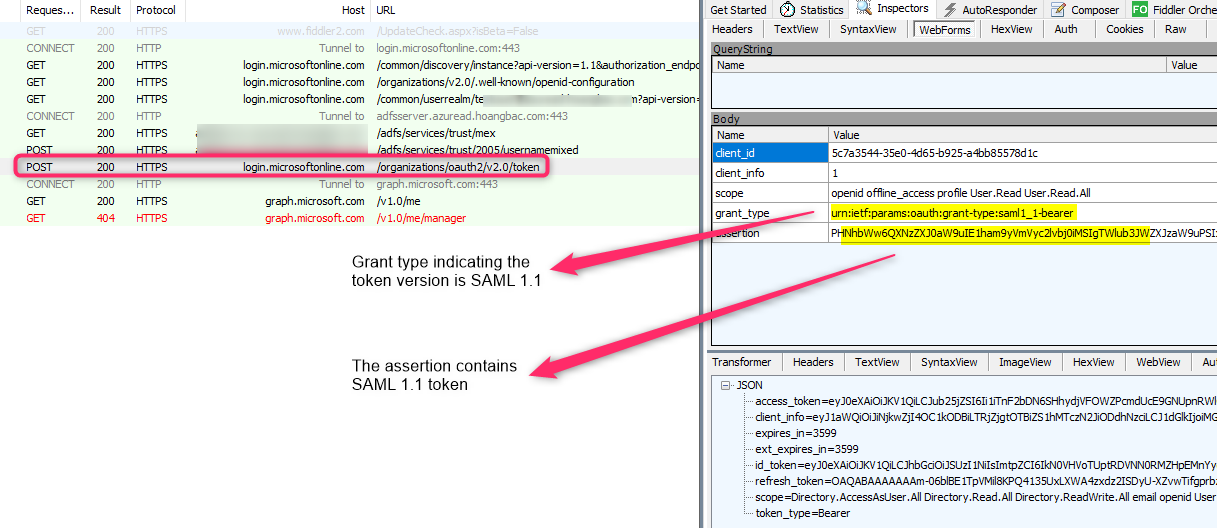 Reques... Result Protocol Host URL
GET 200 HTTPS www.fiddler2.com /UpdateCheck.aspx?isBeta=False
CONNECT 200 HTTP Tunnel to login.microsoftonline.com:443
GET 200 HTTPS login.microsoftonline.com /common/discovery/instance?api-version=1.1&authorization_endpo
GET 200 HTTPS login.microsoftonline.com /organizations/v2.0/.well-known/openid-configuration
GET 200 HTTPS login.microsoftonline.com /common/userrealm/ ?api-version=
CONNECT 200 HTTP Tunnel to adfsserver.azuread.hoangbac.com:443
GET 200 HTTPS /adfs/services/trust/mex
POST 200 HTTPS /adfs/services/trust/2005/usernamemixed
POST 200 HTTPS login.microsoftonline.com /organizations/oauth2/v2.0/token
CONNECT 200 HTTP Tunnel to graph.microsoft.com:443
GET 200 HTTPS graph.microsoft.com /v1.0/me
GET 404 HTTPS graph.microsoft.com /v1.0/me/manager
Grant type indicating the
token version is SAML 1.1
The assertion contains
SAML 1.1 token
Get Started Statistics Inspectors AutoResponder Composer FO Fiddler Orche
Headers TextView SyntaxView WebForms HexView Auth Cookies Raw
QueryString
Name Value
Body
Name Value
client_id 5c7a3544-35e0-4d65-b925-a4bb85578d1c
client_info 1
scope openid offline_access profile User.Read User.Read.All
grant_type urn:ietf:params:oauth:grant-type:saml1_1-bearer
assertion PHNhbWw6QXNzZXJ0aW9uIE1ham9yVmVyc2lvbj0iMSIgTWlub3JWZXJzaW9uPSI
Transformer Headers TextView SyntaxView ImageView HexView WebView Au
JSON
access_token=eyJ0eXAiOiJKV1QiLCJub25jZSI6Ii1iTnF2bDN6SHhydjVFOWZPcmdUcE9GNUpnRWl
client_info=eyJ1aWQiOiJiNjkwZjI4OC1kODBiLTRjZjgtOTBiZS1hMTczN2JiODdhNzciLCJ1dGlkIjoiMG
expires_in=3599
ext_expires_in=3599
id_token=eyJ0eXAiOiJKV1QiLCJhbGciOiJSUzI1NiIsImtpZCI6IkN0VHVoTUptRDVNN0RMZHpEMnYy
refresh_token=OAQABAAAAAAAm-06blBE1TpVMil8KPQ4135UxLXWA4zxdz2ISDyU-XZvwTifgprbz
scope=Directory.AccessAsUser.All Directory.Read.All Directory.ReadWrite.All email openid User
token_type=Bearer